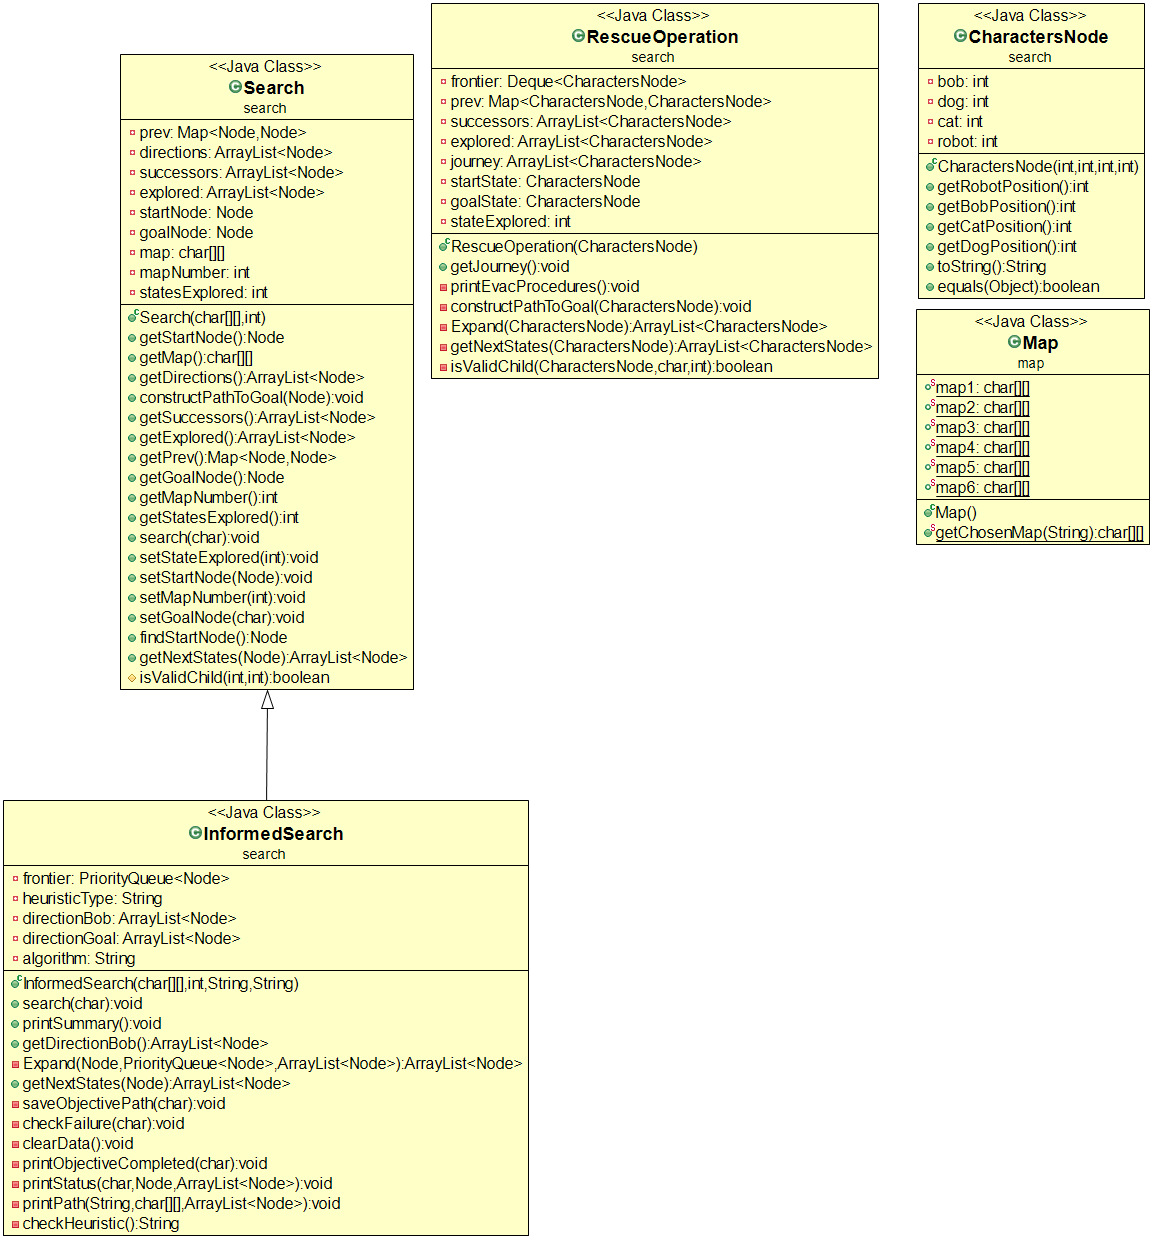 <<Java Class>>
Search
search
prev: Map<Node,Node>
directions: ArrayList<Node>
successors: ArrayList<Node>
explored: ArrayList<Node>
startNode: Node
goalNode: Node
map: char[][]
mapNumber: int
statesExplored: int
Search(char[][],int)
getStartNode():Node
getMap():char[][]
getDirections():ArrayList<Node>
constructPathToGoal(Node):void
getSuccessors():ArrayList<Node>
getExplored():ArrayList<Node>
getPrev():Map<Node,Node>
getGoalNode():Node
getMapNumber():int
getStatesExplored():int
search(char):void
setStateExplored(int):void
setStartNode(Node):void
setMapNumber(int):void
setGoalNode(char):void
findStartNode():Node
getNextStates(Node):ArrayList<Node>
isValidChild(int,int):boolean
<<Java Class>>
RescueOperation
search
frontier: Deque<CharactersNode>
prev: Map<CharactersNode,CharactersNode>
successors: ArrayList<CharactersNode>
explored: ArrayList<CharactersNode>
journey: ArrayList<CharactersNode>
startState: CharactersNode
goalState: CharactersNode
stateExplored: int
RescueOperation(CharactersNode)
getJourney():void
printEvacProcedures():void
constructPathToGoal(CharactersNode):void
Expand(CharactersNode):ArrayList<CharactersNode>
getNextStates(CharactersNode):ArrayList<CharactersNode>
isValidChild(CharactersNode,char,int):boolean
<<Java Class>>
CharactersNode
search
bob: int
dog: int
cat: int
robot: int
CharactersNode(int,int,int,int)
getRobotPosition():int
getBobPosition():int
getCatPosition():int
getDogPosition():int
toString():String
equals(Object):boolean
<<Java Class>>
Map
map
map1: char[][]
map2: char[][]
map3: char[][]
map4: char[][]
map5: char[][]
map6: char[][]
Map()
getChosenMap(String):char[][]
<<Java Class>>
InformedSearch
search
frontier: PriorityQueue<Node>
heuristicType: String
directionBob: ArrayList<Node>
directionGoal: ArrayList<Node>
algorithm: String
InformedSearch(char[][],int,String,String)
search(char):void
printSummary():void
getDirectionBob():ArrayList<Node>
Expand(Node,PriorityQueue<Node>,ArrayList<Node>):ArrayList<Node>
getNextStates(Node):ArrayList<Node>
saveObjectivePath(char):void
checkFailure(char):void
clearData():void
printObjectiveCompleted(char):void
printStatus(char,Node,ArrayList<Node>):void
printPath(String,char[][],ArrayList<Node>):void
checkHeuristic():String